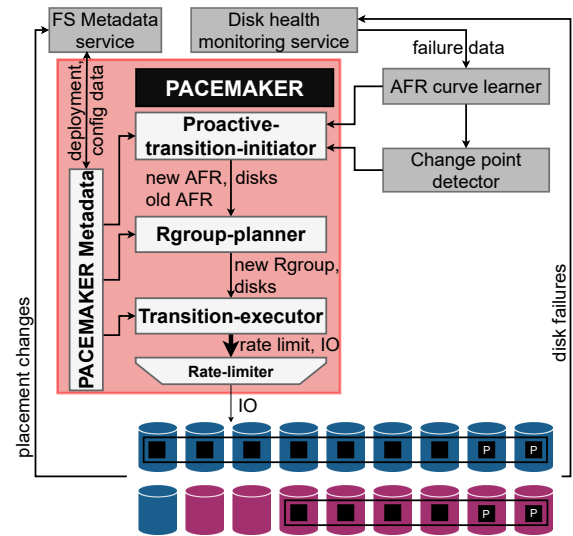 FS Metadata
service
Disk health
monitoring service
failure data
deployment,
config data
PACEMAKER
AFR curve learner
Proactive-
transition-initiator
Change point
detector
new AFR, disks
old AFR
PACEMAKER Metadata
Rgroup-planner
new Rgroup,
disks
Transition-executor
rate limit, IO
Rate-limiter
IO
placement changes
disk failures
P P
P P